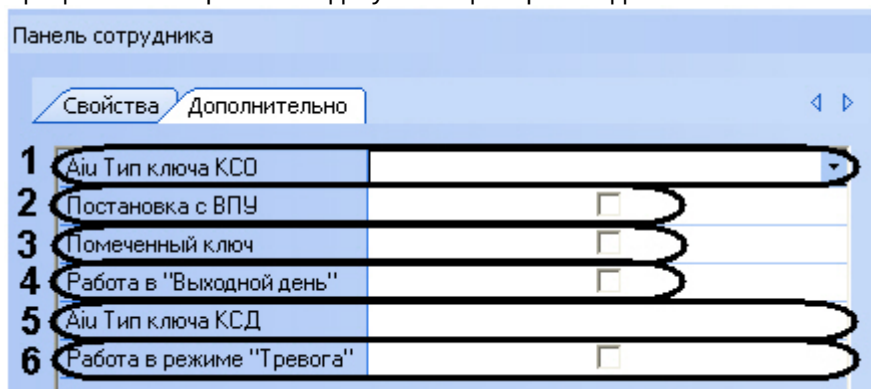 Панель сотрудника
Свойства Дополнительно
1 Aiu Тип ключа КСО
2 Постановка с ВПУ
3 Помеченный ключ
4 Работа в "Выходной день"
5 Aiu Тип ключа КСД
6 Работа в режиме "Тревога"